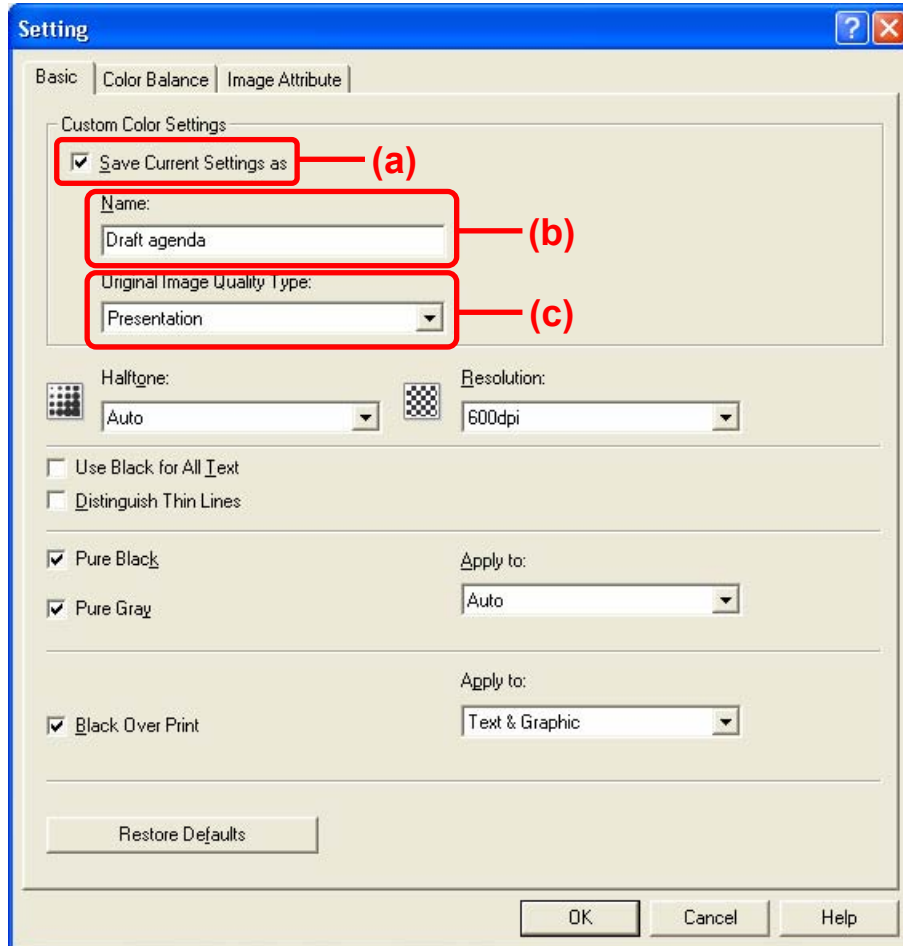 Setting
Basic Color Balance Image Attribute
Custom Color Settings
Save Current Settings as (a)
Name:
Draft agenda (b)
Original Image Quality Type:
Presentation (c)
Halftone: Resolution:
Auto 600dpi
Use Black for All Text
Distinguish Thin Lines
Pure Black Apply to:
Pure Gray Auto
Apply to:
Black Over Print Text & Graphic
Restore Defaults
OK Cancel Help